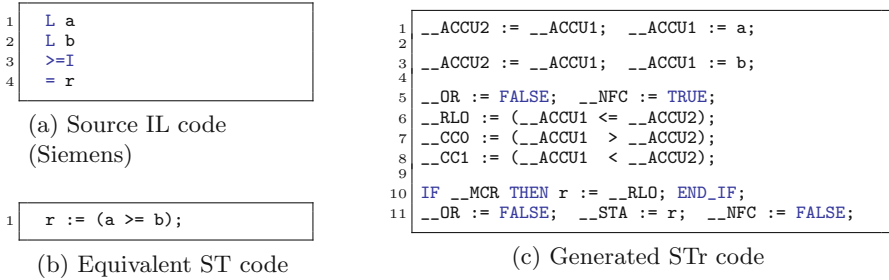 1 L a
2 L b
3 >=I
4 = r
(a) Source IL code
(Siemens)
1 r := (a >= b);
(b) Equivalent ST code
1 __ACCU2 := __ACCU1; __ACCU1 := a;
2
3 __ACCU2 := __ACCU1; __ACCU1 := b;
4
5 __OR := FALSE; __NFC := TRUE;
6 __RLO := (__ACCU1 <= __ACCU2);
7 __CC0 := (__ACCU1 > __ACCU2);
8 __CC1 := (__ACCU1 < __ACCU2);
9
10 IF __MCR THEN r := __RLO; END_IF;
11 __OR := FALSE; __STA := r; __NFC := FALSE;
(c) Generated STr code